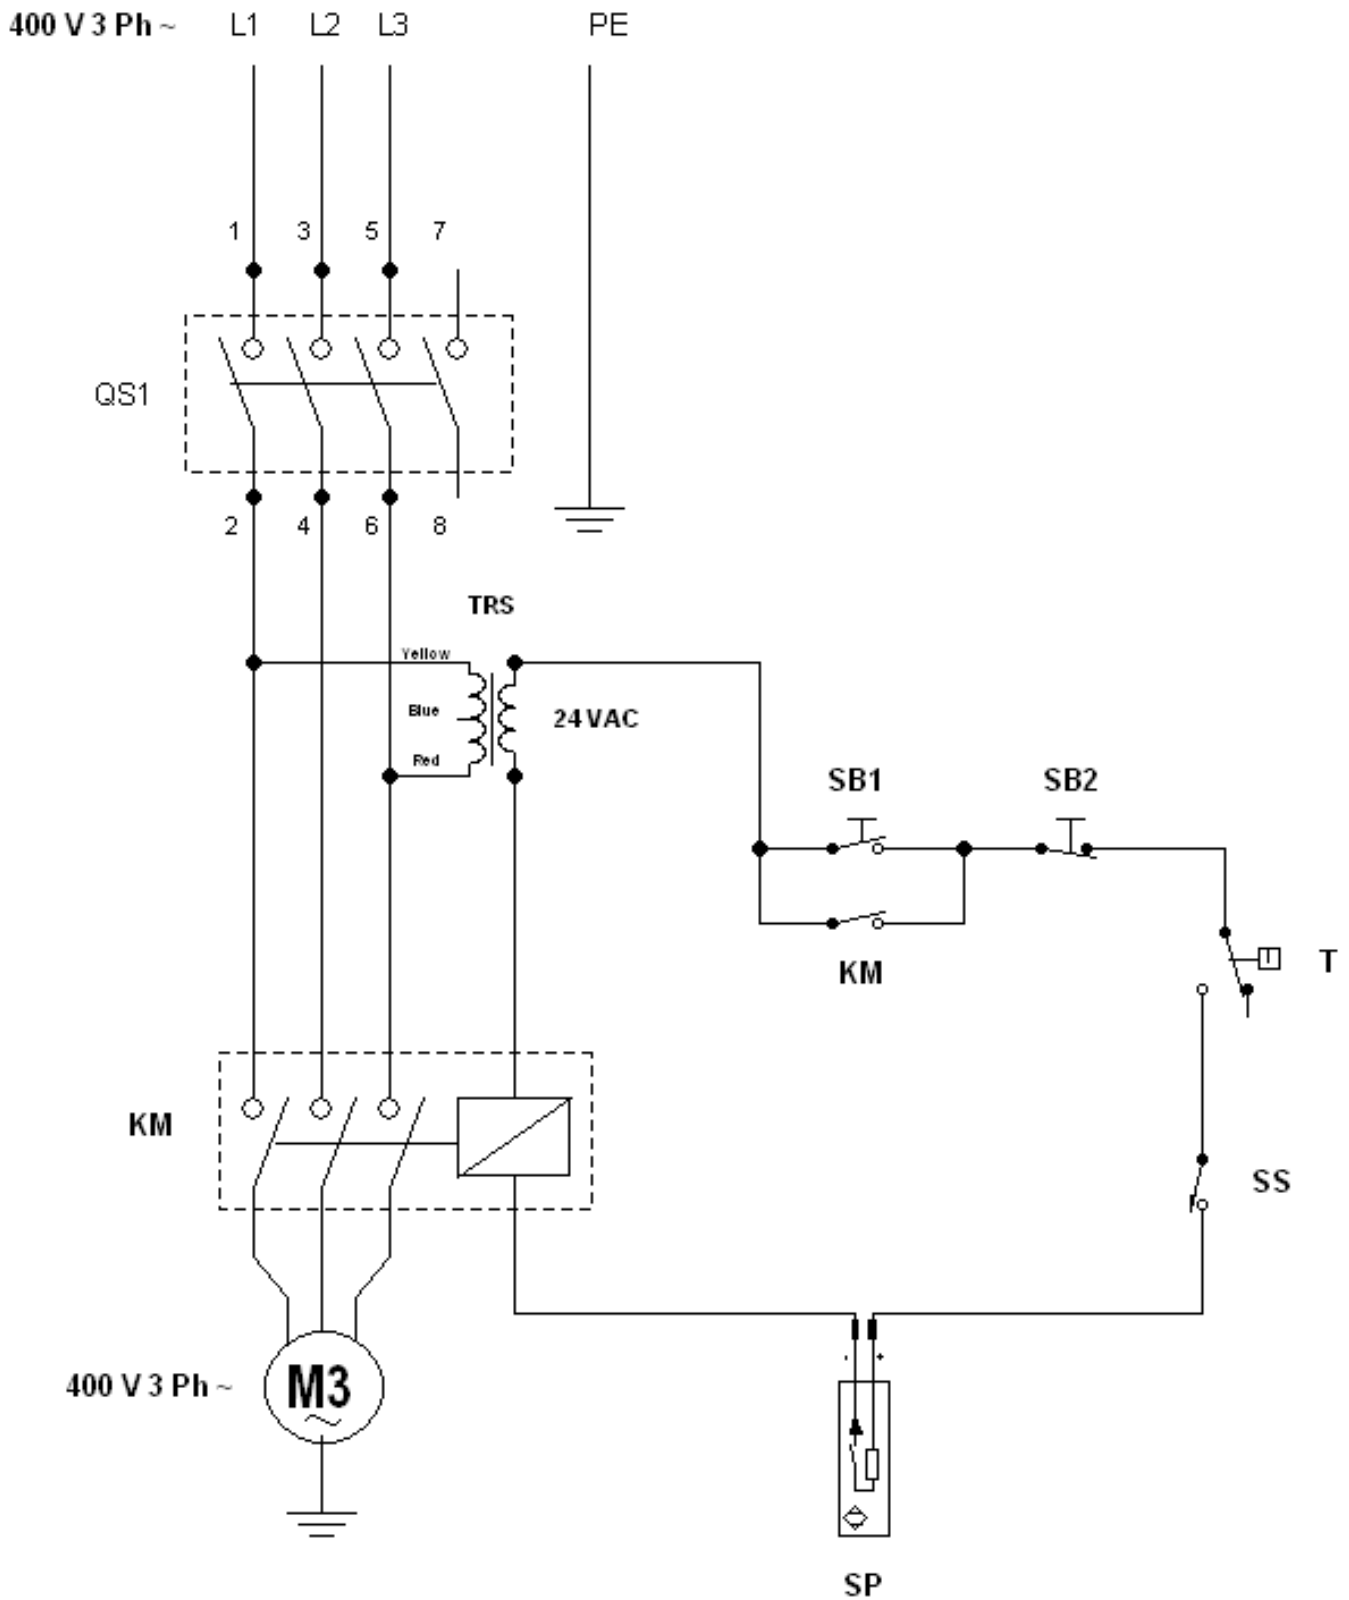 400 V 3 Ph ~ L1 L2 L3 PE
1 3 5 7
QS1
2 4 6 8
TRS
Yellow
Blue
24 VAC
Red
SB1 SB2
T
KM
KM
SS
- +
400 V 3 Ph ~
M3
~
SP